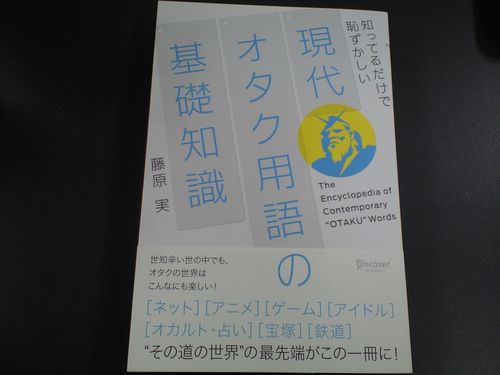 知ってるだけで
恥ずかしい
現代
オタク用語の
基礎知識
藤原 実
The
Encyclopedia of
Contemporary
“OTAKU” Words
世知辛い世の中でも、
オタクの世界は
こんなにも楽しい！
Discover
[ネット] [アニメ] [ゲーム] [アイドル]
[オカルト・占い] [宝塚] [鉄道]
“その道の世界”の最先端がこの一冊に！